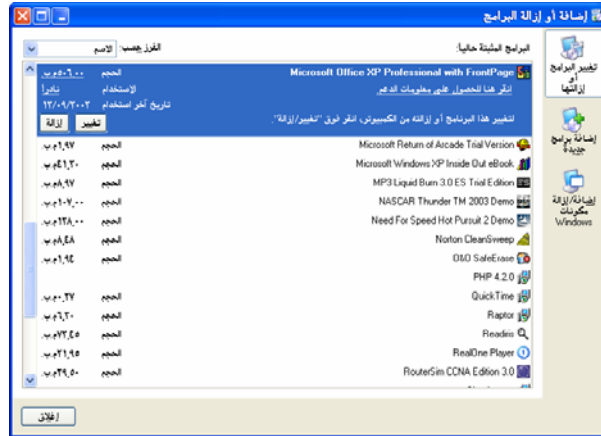 إضافة أو إزالة البرامج
تغيير البرامج أو إزالتها
إضافة برامج جديدة
إضافة/إزالة مكونات Windows
البرامج المثبتة حاليا:
الفرز حسب: الاسم
Microsoft Office XP Professional with FrontPage الحجم ٥٠٦,٠٠م.ب.
انقر هنا للحصول على معلومات الدعم. الاستخدام نادرا
تاريخ آخر استخدام ١٢/٠٩/٢٠٠٢
لتغيير هذا البرنامج أو إزالته من الكمبيوتر، انقر فوق "تغيير/إزالة". تغيير إزالة
Microsoft Return of Arcade Trial Version الحجم ١,٩٧م.ب.
Microsoft Windows XP Inside Out eBook الحجم ٤١,٣٠م.ب.
MP3 Liquid Burn 3.0 ES Trial Edition الحجم ٨,٩٧م.ب.
NASCAR Thunder TM 2003 Demo الحجم ١٠٧,٠٠م.ب.
Need For Speed Hot Pursuit 2 Demo الحجم ١٢٨,٠٠م.ب.
Norton CleanSweep الحجم ٨,٤٨م.ب.
O&O SafeErase الحجم ١,٩٤م.ب.
PHP 4.2.0
QuickTime الحجم ٠,٢٧م.ب.
Raptor الحجم ٦,٢٠م.ب.
Readiris الحجم ٧٢,٤٥م.ب.
RealOne Player الحجم ٢١,٩٥م.ب.
RouterSim CCNA Edition 3.0 الحجم ٢٩,٥٠م.ب.
إغلاق